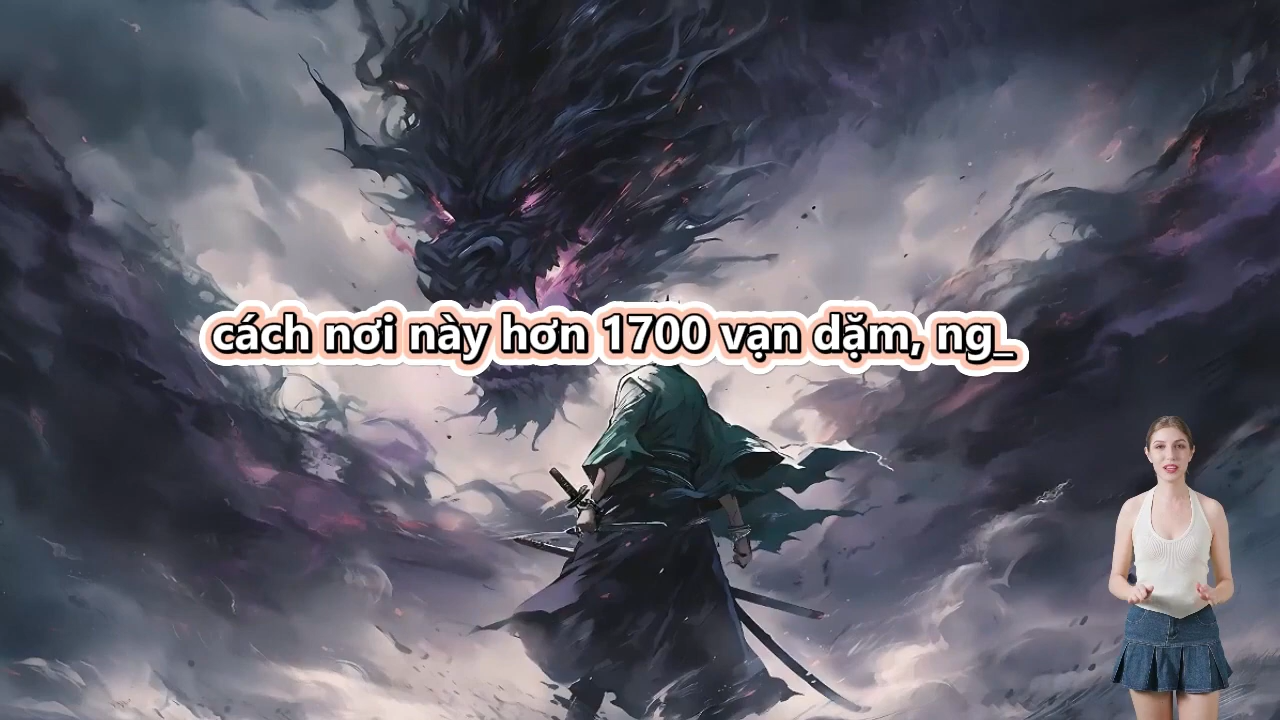 cách nơi này hơn 1700 vạn dặm, ng_